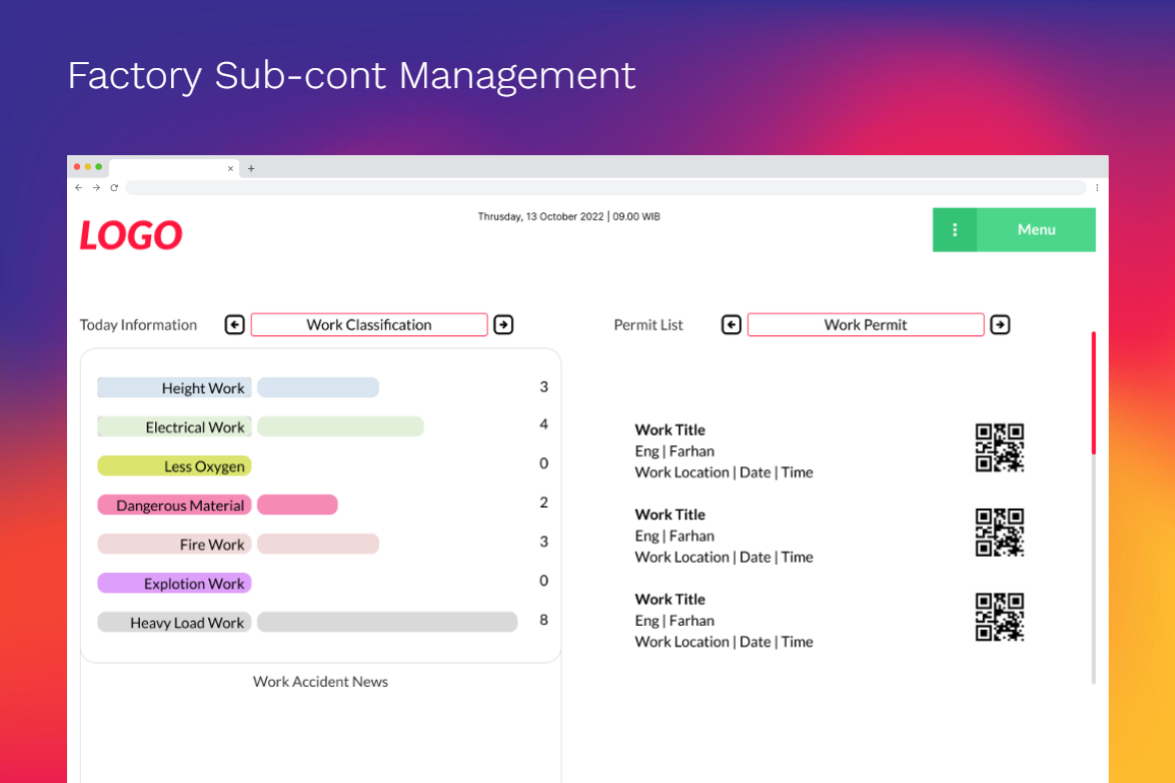 Factory Sub-cont Management
LOGO
Thrusday, 13 October 2022 | 09.00 WIB
Menu
Today Information
Work Classification
Permit List
Work Permit
Height Work 3
Electrical Work 4
Less Oxygen 0
Dangerous Material 2
Fire Work 3
Explotion Work 0
Heavy Load Work 8
Work Accident News
Work Title
Eng | Farhan
Work Location | Date | Time
Work Title
Eng | Farhan
Work Location | Date | Time
Work Title
Eng | Farhan
Work Location | Date | Time